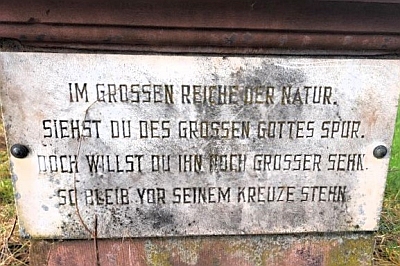 IM GROSSEN REICHE DER NATUR.
SIEHST DU DES GROSSEN GOTTES SPUR.
DOCH WILLST DU IHN NOCH GROSSER SEHN.
SO BLEIB VOR SEINEM KREUZE STEHN